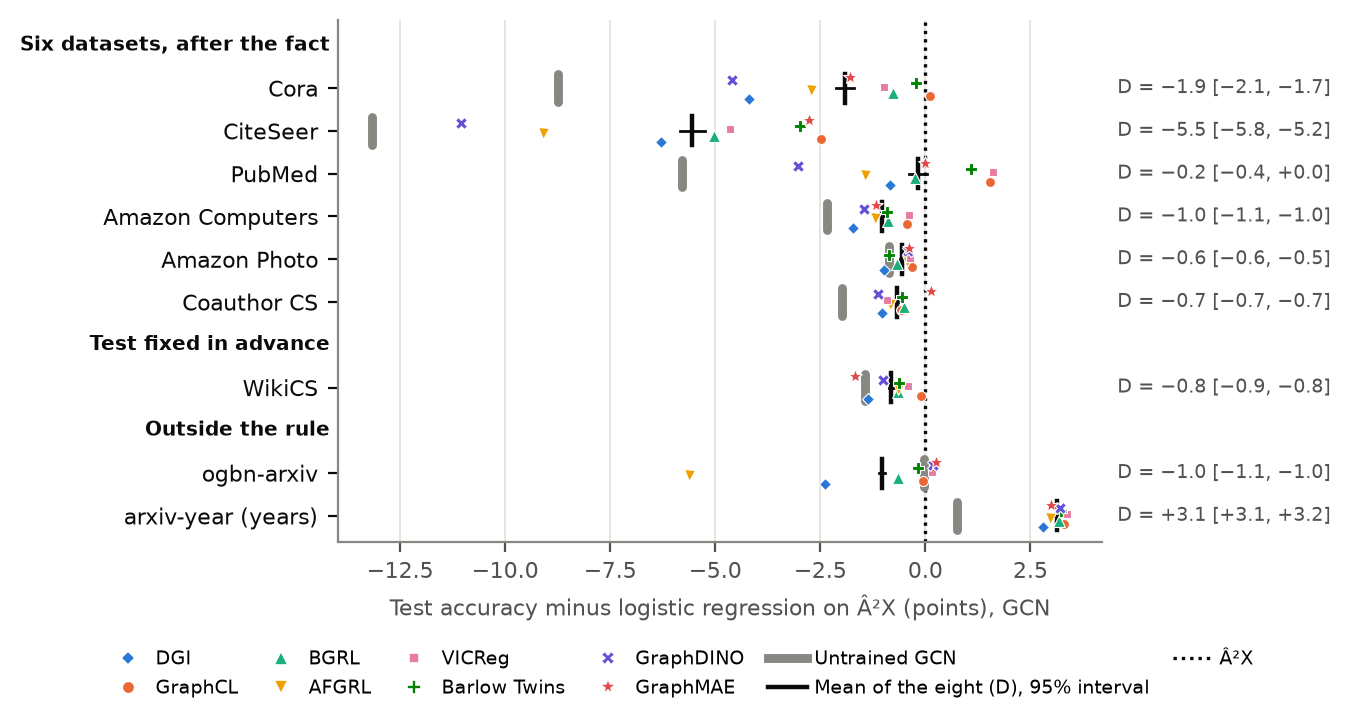 Six datasets, after the fact
Cora D = −1.9 [−2.1, −1.7]
CiteSeer D = −5.5 [−5.8, −5.2]
PubMed D = −0.2 [−0.4, +0.0]
Amazon Computers D = −1.0 [−1.1, −1.0]
Amazon Photo D = −0.6 [−0.6, −0.5]
Coauthor CS D = −0.7 [−0.7, −0.7]
Test fixed in advance
WikiCS D = −0.8 [−0.9, −0.8]
Outside the rule
ogbn-arxiv D = −1.0 [−1.1, −1.0]
arxiv-year (years) D = +3.1 [+3.1, +3.2]
−12.5 −10.0 −7.5 −5.0 −2.5 0.0 2.5
Test accuracy minus logistic regression on Â²X (points), GCN
DGI BGRL VICReg GraphDINO Untrained GCN Â²X
GraphCL AFGRL Barlow Twins GraphMAE Mean of the eight (D), 95% interval